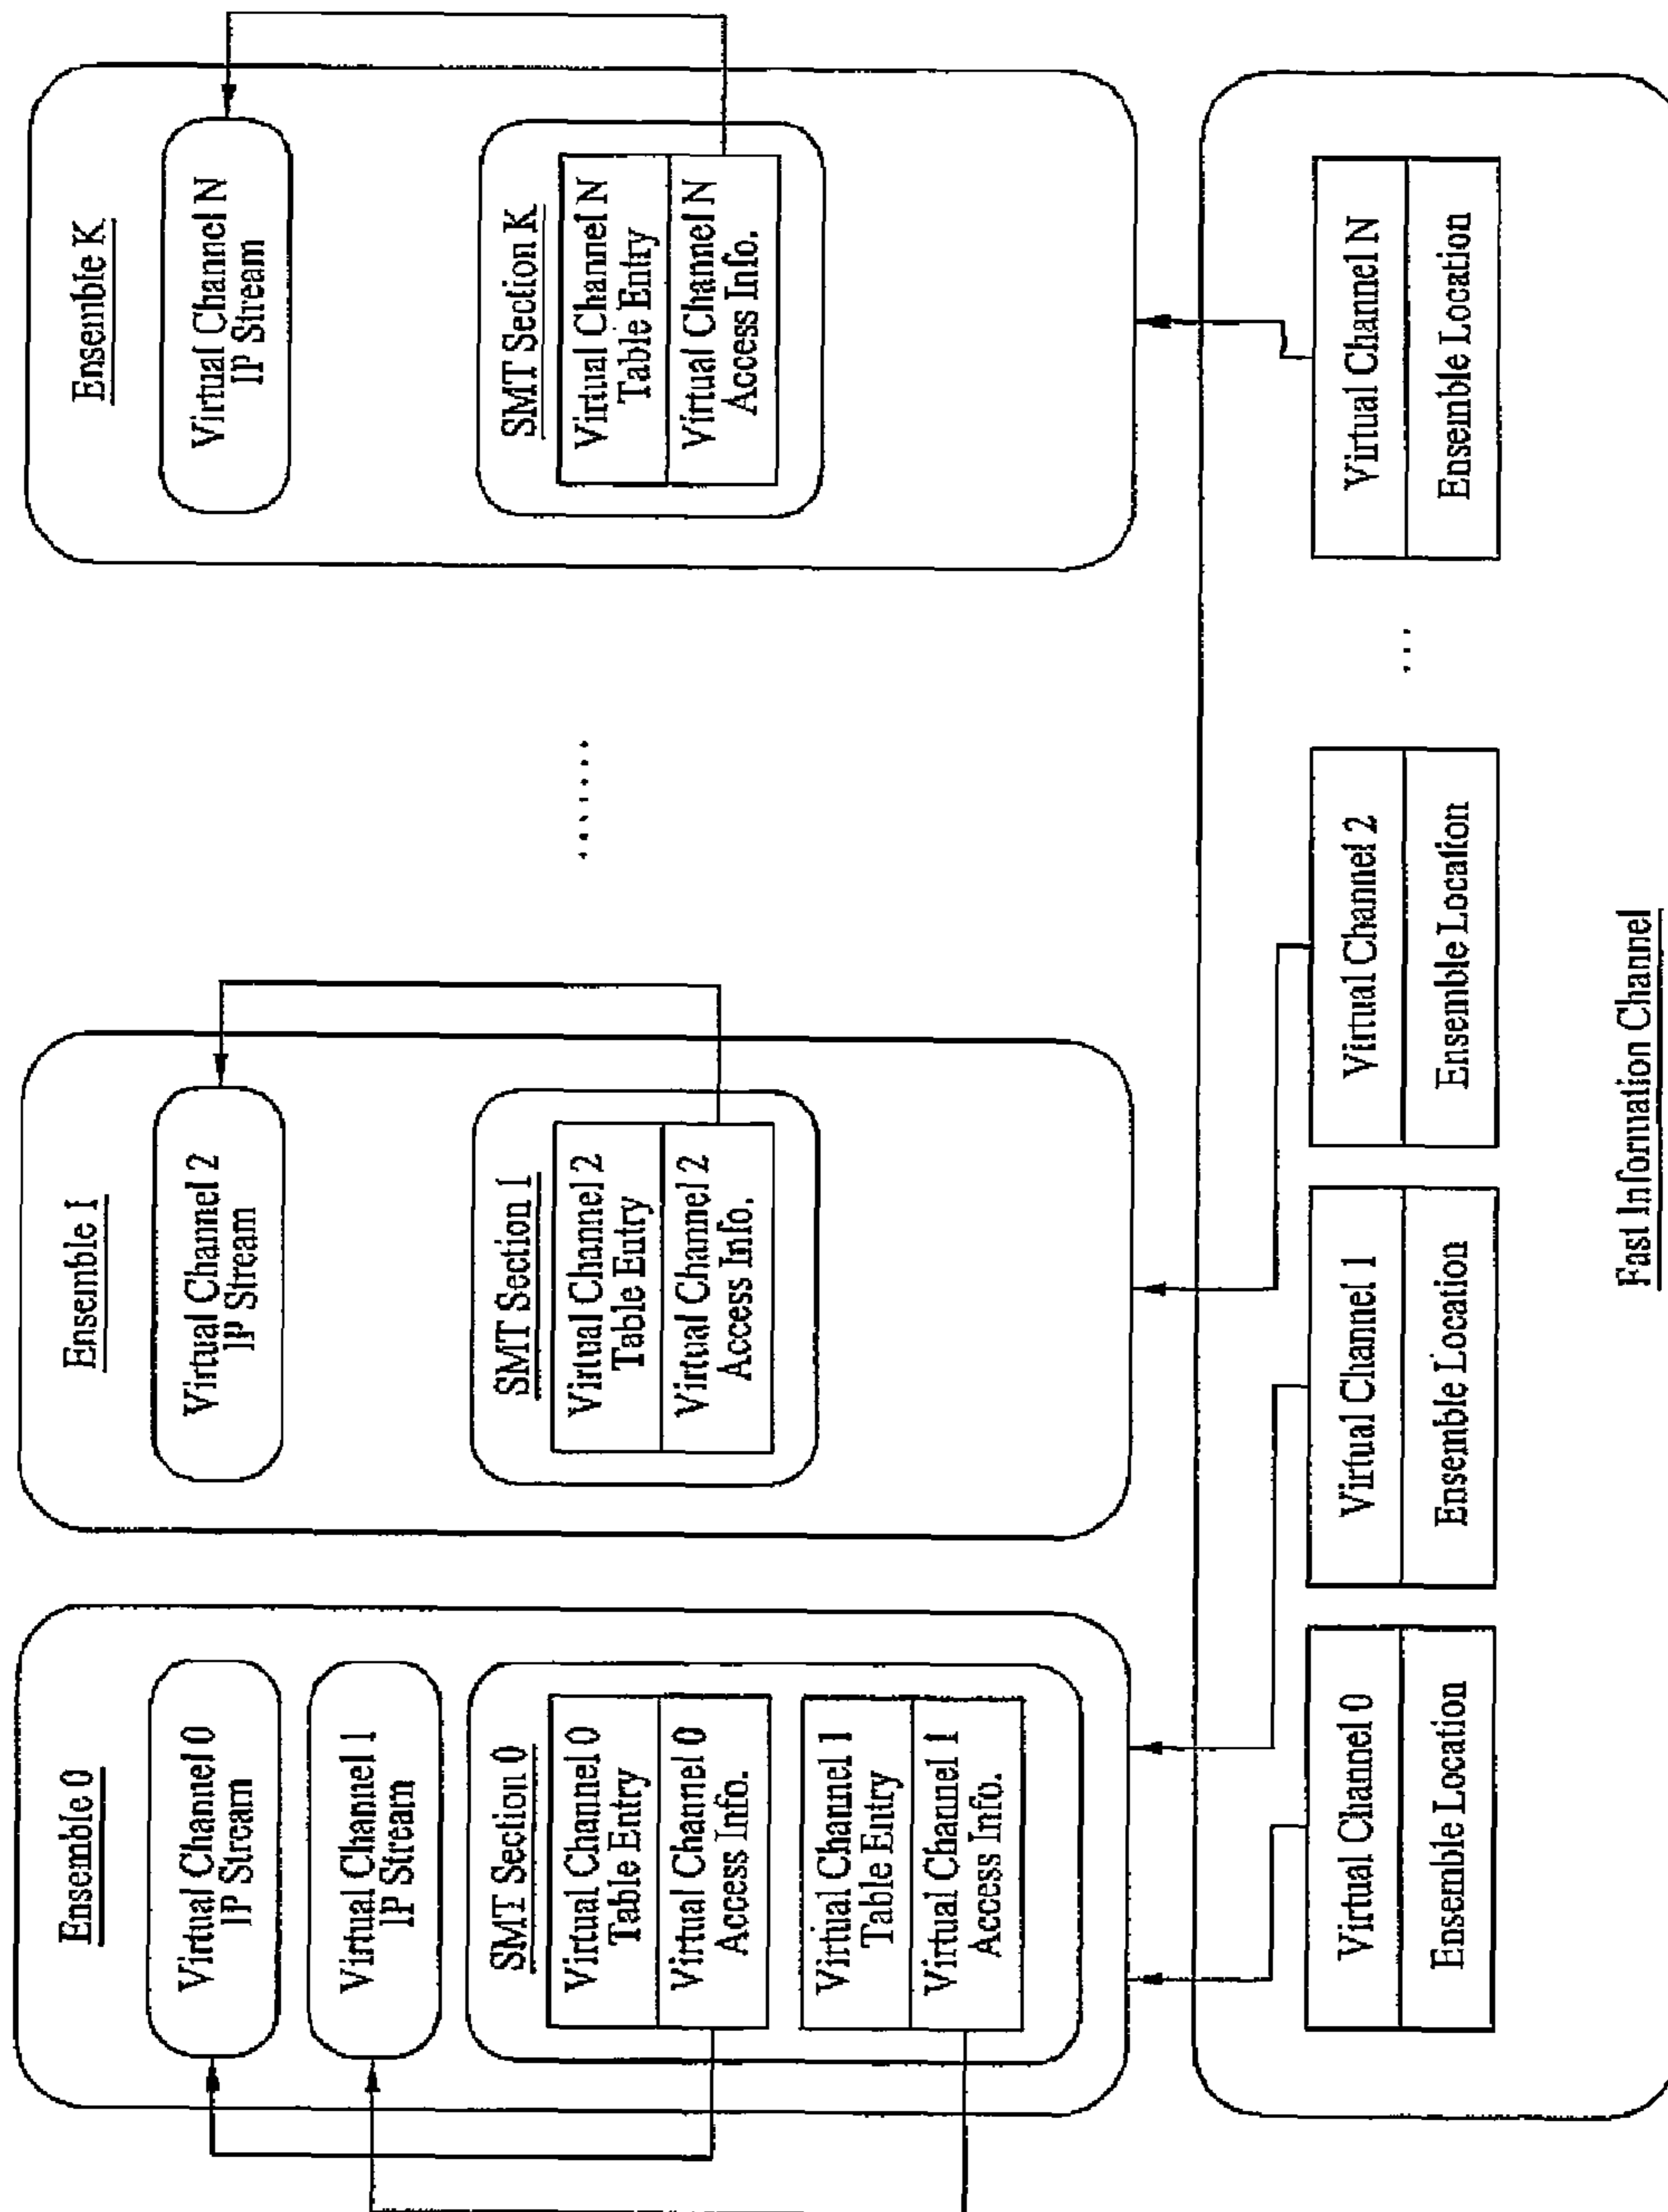 Ensemble 0
Virtual Channel 0
IP Stream
Virtual Channel 1
IP Stream
SMT Section 0
Virtual Channel 0
Table Entry
Virtual Channel 0
Access Info.
Virtual Channel 1
Table Entry
Virtual Channel 1
Access Info.
Ensemble 1
Virtual Channel 2
IP Stream
SMT Section 1
Virtual Channel 2
Table Entry
Virtual Channel 2
Access Info.
.......
Ensemble K
Virtual Channel N
IP Stream
SMT Section K
Virtual Channel N
Table Entry
Virtual Channel N
Access Info.
Virtual Channel 0
Ensemble Location
Virtual Channel 1
Ensemble Location
Virtual Channel 2
Ensemble Location
...
Virtual Channel N
Ensemble Location
Fast Information Channel